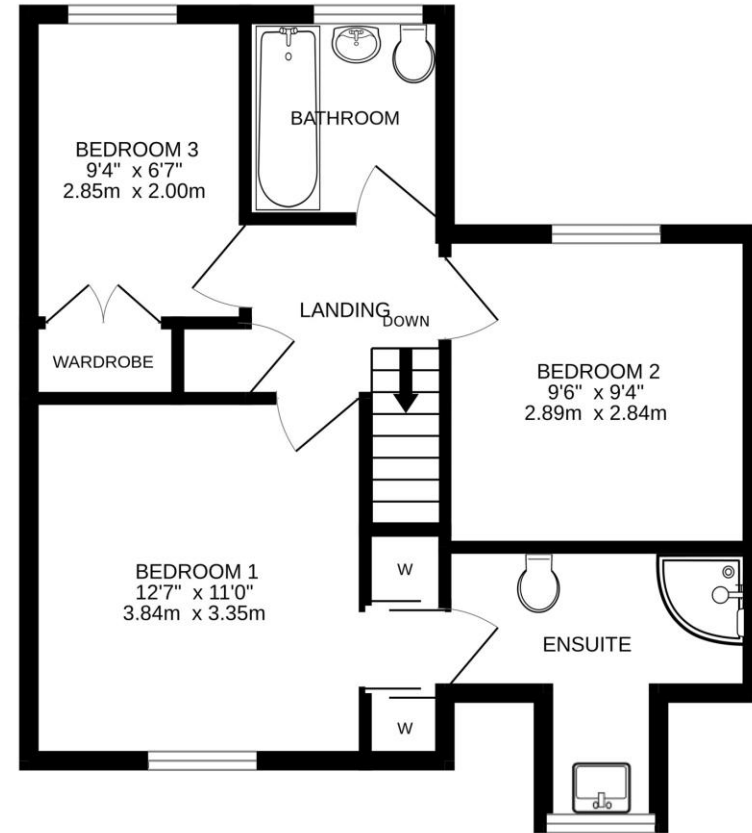 BATHROOM
BEDROOM 3
9'4" x 6'7"
2.85m x 2.00m
LANDING
DOWN
WARDROBE
BEDROOM 2
9'6" x 9'4"
2.89m x 2.84m
BEDROOM 1
12'7" x 11'0"
3.84m x 3.35m
W
ENSUITE
W